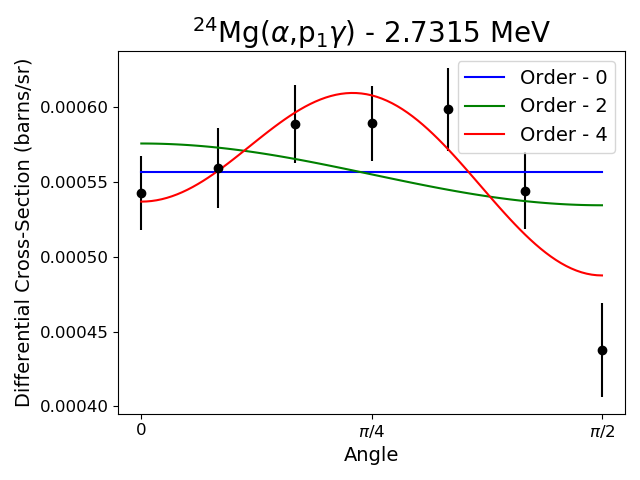 ²⁴Mg(α,p₁γ) - 2.7315 MeV
Differential Cross-Section (barns/sr)
0.00060
0.00055
0.00050
0.00045
0.00040
Order - 0
Order - 2
Order - 4
0 π/4 π/2
Angle